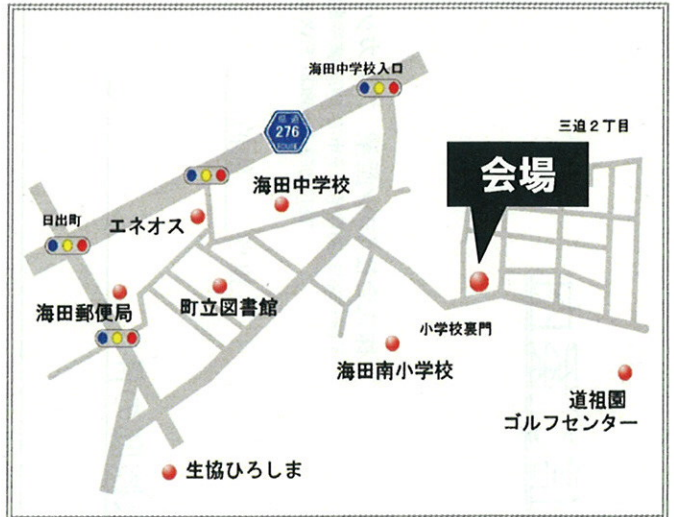 海田中学校入口
県道
276
ROUTE
三迫2丁目
会場
海田中学校
日出町
エネオス
町立図書館
海田郵便局
小学校裏門
海田南小学校
道祖園
ゴルフセンター
生協ひろしま